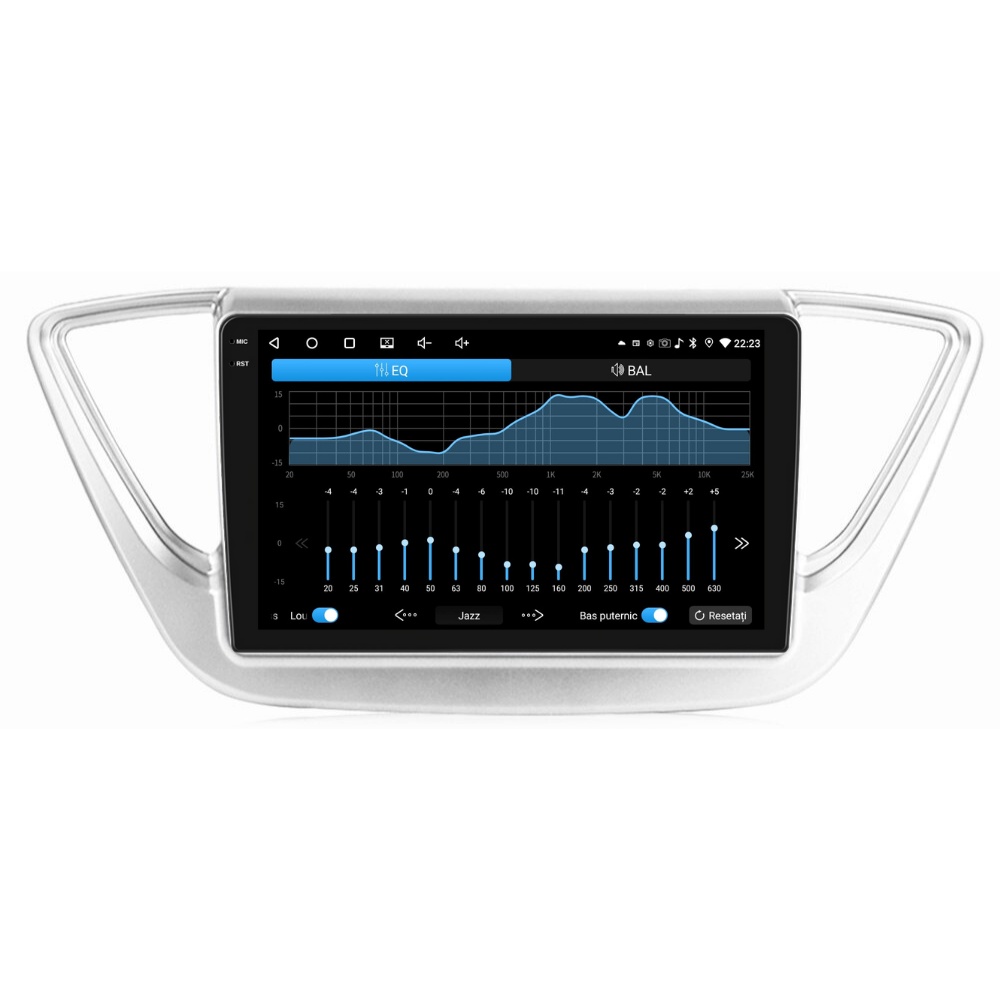 MIC
RST
22:23
EQ
BAL
15
0
-15
20 50 100 200 500 1K 2K 5K 10K 25K
-4 -4 -3 -1 0 -4 -6 -10 -10 -11 -4 -3 -2 -2 +2 +5
15
0
-15
20 25 31 40 50 63 80 100 125 160 200 250 315 400 500 630
s Lou Jazz Bas puternic Resetați